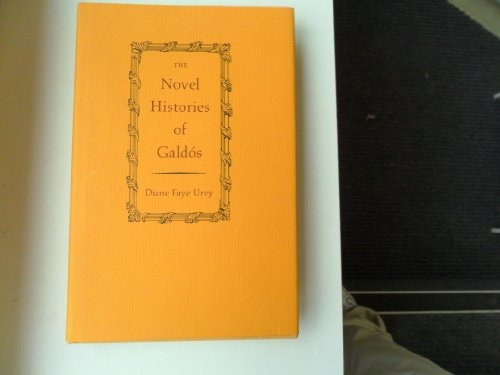 THE
Novel
Histories
of
Galdós
Diane Faye Urey